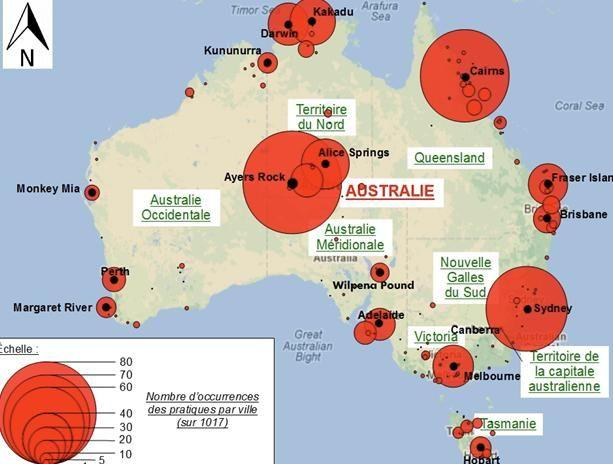 N
Timor Sea
Arafura
Sea
Kakadu
Darwin
Kununurra
Cairns
Coral Sea
Territoire
du Nord
Alice Springs
Queensland
Ayers Rock
AUSTRALIE
Fraser Islan
Monkey Mia
Australie
Occidentale
Brisbane
Australie
Méridionale
Australia
Nouvelle
Galles
du Sud
Perth
Wilpena Pound
Margaret River
Adelaide
Sydney
Great
Australian
Bight
Victoria
Canberra
Territoire de
la capitale
australienne
Melbourne
Tasmanie
Hobart
Échelle :
80
70
60
40
30
20
10
5
Nombre d'occurrences
des pratiques par ville
(sur 1017)